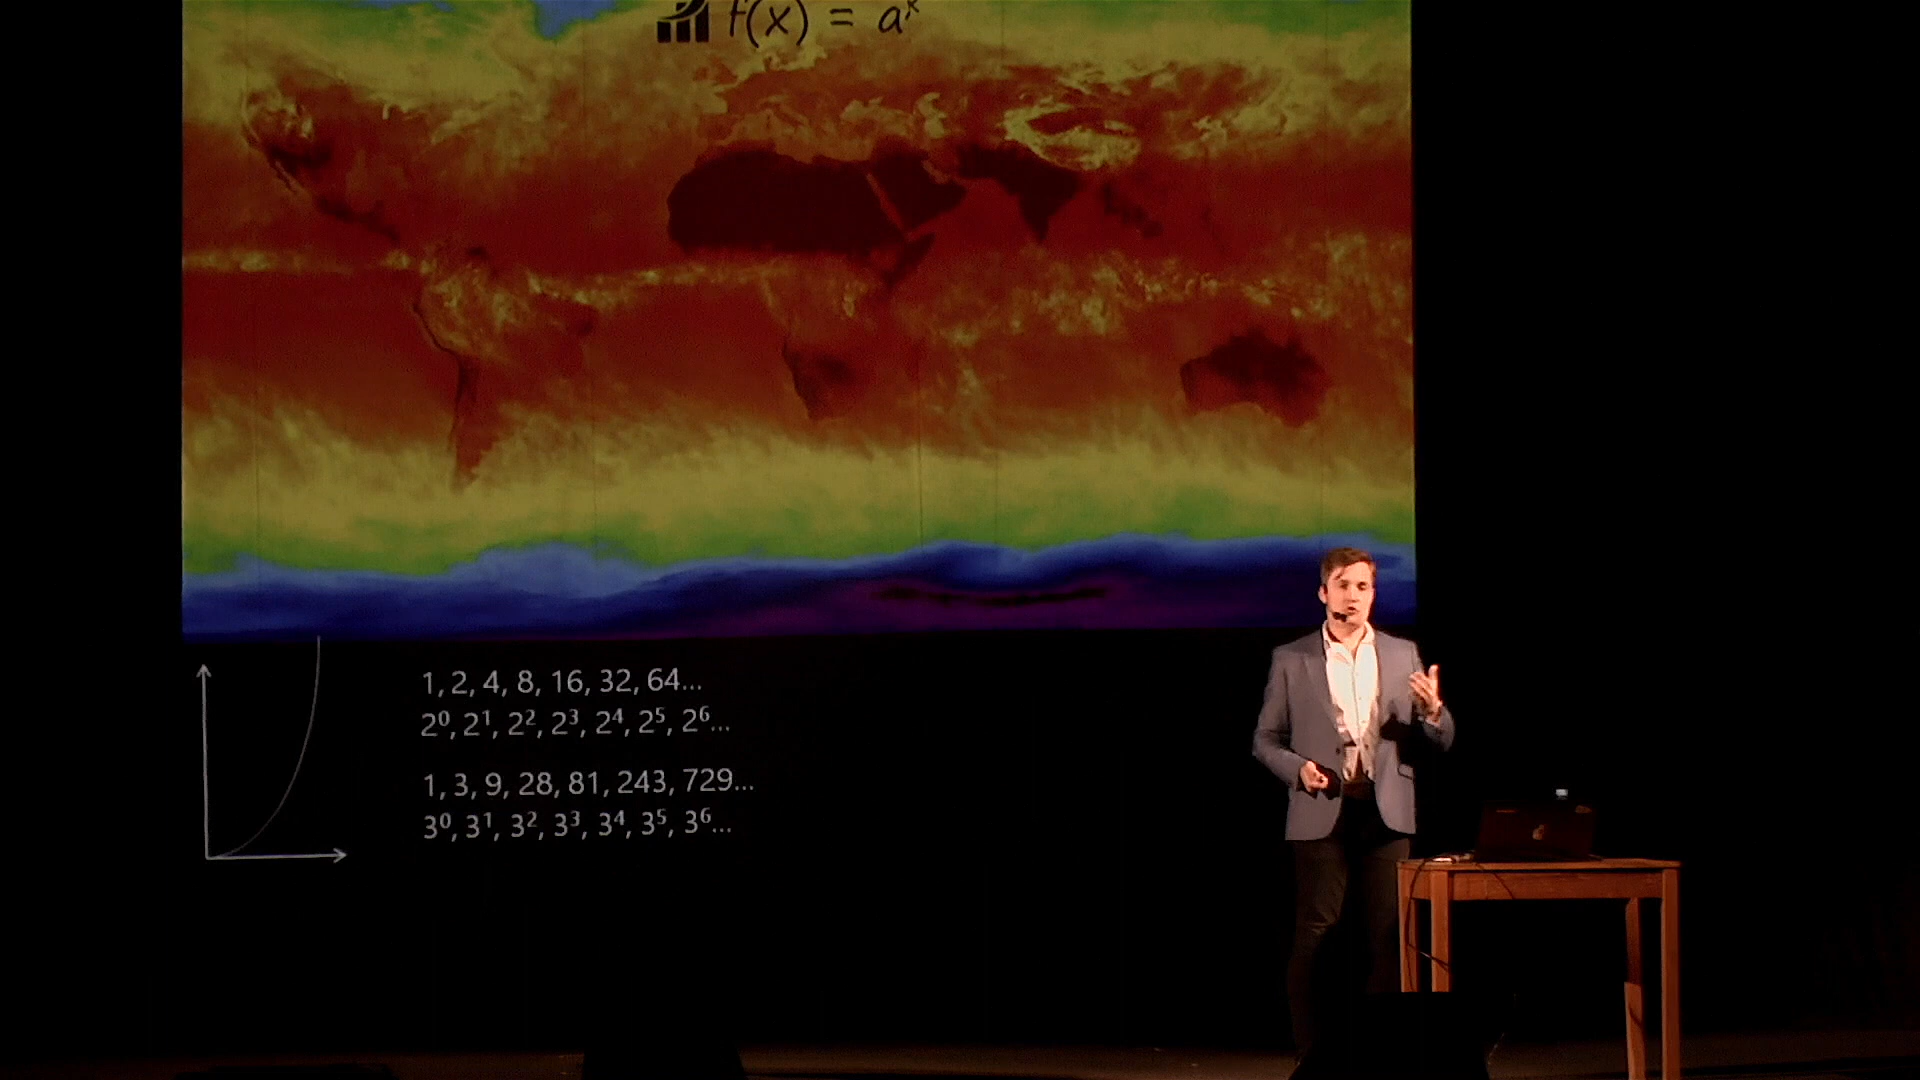 f(x) = aˣ
1, 2, 4, 8, 16, 32, 64...
2⁰, 2¹, 2², 2³, 2⁴, 2⁵, 2⁶...
1, 3, 9, 28, 81, 243, 729...
3⁰, 3¹, 3², 3³, 3⁴, 3⁵, 3⁶...